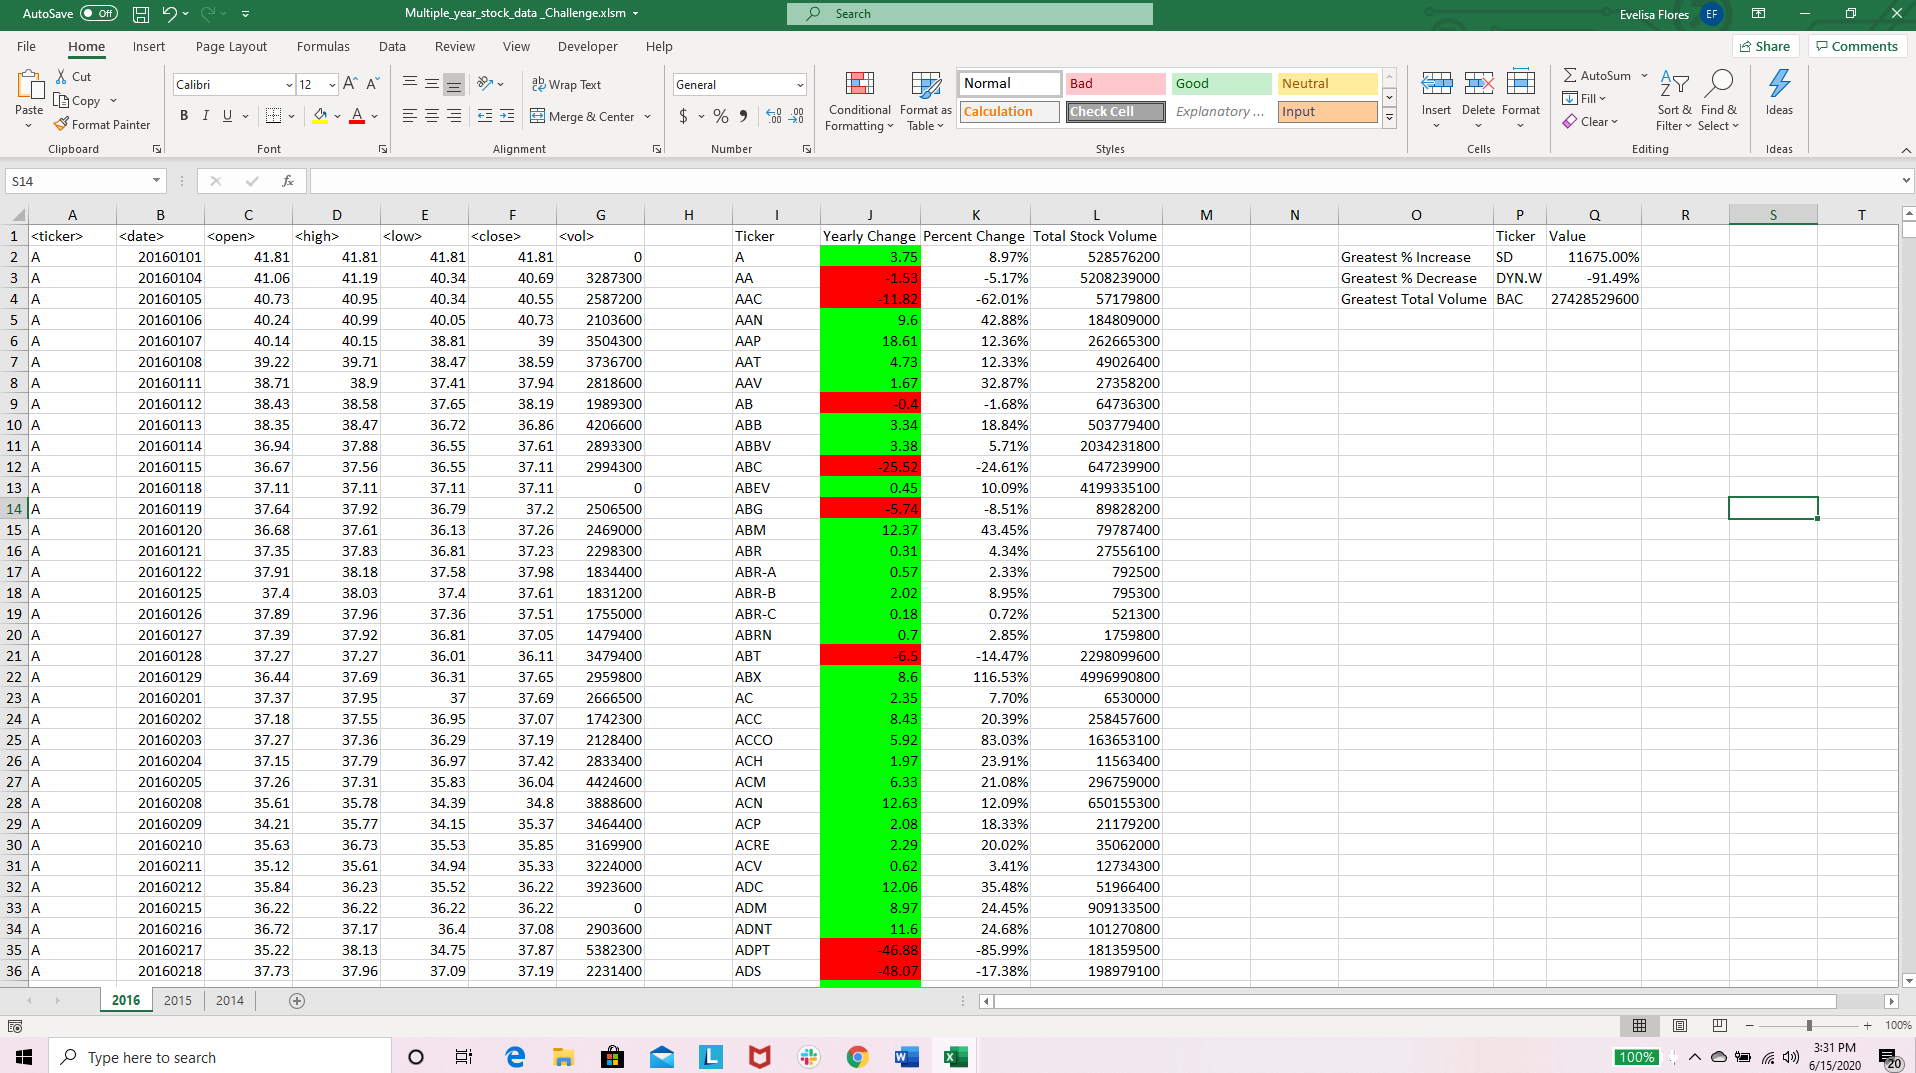 AutoSave Off Multiple_year_stock_data _Challenge.xlsm Search Evelisa Flores EF
File Home Insert Page Layout Formulas Data Review View Developer Help Share Comments
Paste Cut Copy Format Painter Clipboard
Calibri 12 A A B I U A Font
ab Wrap Text Merge & Center Alignment
General $ % Number
Conditional Formatting Format as Table Normal Bad Good Neutral Calculation Check Cell Explanatory ... Input Styles
Insert Delete Format Cells
AutoSum Fill Clear Sort & Filter Find & Select Editing
Ideas Ideas
S14 fx
A B C D E F G H I J K L M N O P Q R S T
1 <ticker> <date> <open> <high> <low> <close> <vol> Ticker Yearly Change Percent Change Total Stock Volume Ticker Value
2 A 20160101 41.81 41.81 41.81 41.81 0 A 3.75 8.97% 528576200 Greatest % Increase SD 11675.00%
3 A 20160104 41.06 41.19 40.34 40.69 3287300 AA -1.53 -5.17% 5208239000 Greatest % Decrease DYN.W -91.49%
4 A 20160105 40.73 40.95 40.34 40.55 2587200 AAC -11.82 -62.01% 57179800 Greatest Total Volume BAC 27428529600
5 A 20160106 40.24 40.99 40.05 40.73 2103600 AAN 9.6 42.88% 184809000
6 A 20160107 40.14 40.15 38.81 39 3504300 AAP 18.61 12.36% 262665300
7 A 20160108 39.22 39.71 38.47 38.59 3736700 AAT 4.73 12.33% 49026400
8 A 20160111 38.71 38.9 37.41 37.94 2818600 AAV 1.67 32.87% 27358200
9 A 20160112 38.43 38.58 37.65 38.19 1989300 AB -0.4 -1.68% 64736300
10 A 20160113 38.35 38.47 36.72 36.86 4206600 ABB 3.34 18.84% 503779400
11 A 20160114 36.94 37.88 36.55 37.61 2893300 ABBV 3.38 5.71% 2034231800
12 A 20160115 36.67 37.56 36.55 37.11 2994300 ABC -25.52 -24.61% 647239900
13 A 20160118 37.11 37.11 37.11 37.11 0 ABEV 0.45 10.09% 4199335100
14 A 20160119 37.64 37.92 36.79 37.2 2506500 ABG -5.74 -8.51% 89828200
15 A 20160120 36.68 37.61 36.13 37.26 2469000 ABM 12.37 43.45% 79787400
16 A 20160121 37.35 37.83 36.81 37.23 2298300 ABR 0.31 4.34% 27556100
17 A 20160122 37.91 38.18 37.58 37.98 1834400 ABR-A 0.57 2.33% 792500
18 A 20160125 37.4 38.03 37.4 37.61 1831200 ABR-B 2.02 8.95% 795300
19 A 20160126 37.89 37.96 37.36 37.51 1755000 ABR-C 0.18 0.72% 521300
20 A 20160127 37.39 37.92 36.81 37.05 1479400 ABRN 0.7 2.85% 1759800
21 A 20160128 37.27 37.27 36.01 36.11 3479400 ABT -6.5 -14.47% 2298099600
22 A 20160129 36.44 37.69 36.31 37.65 2959800 ABX 8.6 116.53% 4996990800
23 A 20160201 37.37 37.95 37 37.69 2666500 AC 2.35 7.70% 6530000
24 A 20160202 37.18 37.55 36.95 37.07 1742300 ACC 8.43 20.39% 258457600
25 A 20160203 37.27 37.36 36.29 37.19 2128400 ACCO 5.92 83.03% 163653100
26 A 20160204 37.15 37.79 36.97 37.42 2833400 ACH 1.97 23.91% 11563400
27 A 20160205 37.26 37.31 35.83 36.04 4424600 ACM 6.33 21.08% 296759000
28 A 20160208 35.61 35.78 34.39 34.8 3888600 ACN 12.63 12.09% 650155300
29 A 20160209 34.21 35.77 34.15 35.37 3464400 ACP 2.08 18.33% 21179200
30 A 20160210 35.63 36.73 35.53 35.85 3169900 ACRE 2.29 20.02% 35062000
31 A 20160211 35.12 35.61 34.94 35.33 3224000 ACV 0.62 3.41% 12734300
32 A 20160212 35.84 36.23 35.52 36.22 3923600 ADC 12.06 35.48% 51966400
33 A 20160215 36.22 36.22 36.22 36.22 0 ADM 8.97 24.45% 909133500
34 A 20160216 36.72 37.17 36.4 37.08 2903600 ADNT 11.6 24.68% 101270800
35 A 20160217 35.22 38.13 34.75 37.87 5382300 ADPT -46.88 -85.99% 181359500
36 A 20160218 37.73 37.96 37.09 37.19 2231400 ADS -48.07 -17.38% 198979100
2016 2015 2014
100%
Type here to search 100% 3:31 PM
6/15/2020 20